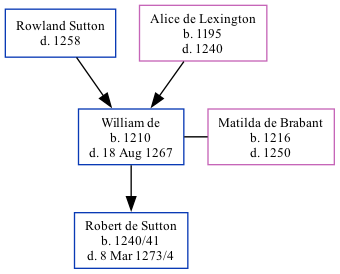 Rowland Sutton
d. 1258
Alice de Lexington
b. 1195
d. 1240
William de
b. 1210
d. 18 Aug 1267
Matilda de Brabant
b. 1216
d. 1250
Robert de Sutton
b. 1240/41
d. 8 Mar 1273/4